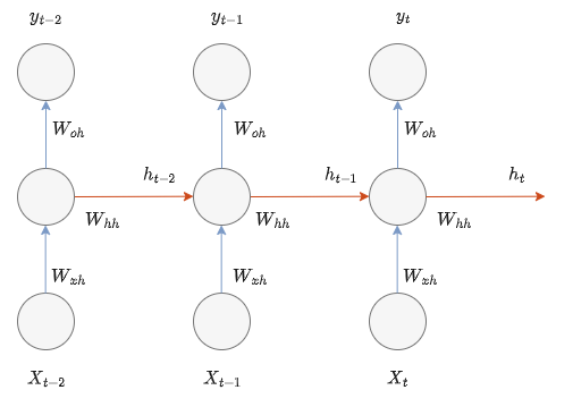 y_{t-2} y_{t-1} y_t
W_{oh} W_{oh} W_{oh}
h_{t-2} h_{t-1} h_t
W_{hh} W_{hh} W_{hh}
W_{xh} W_{xh} W_{xh}
X_{t-2} X_{t-1} X_t